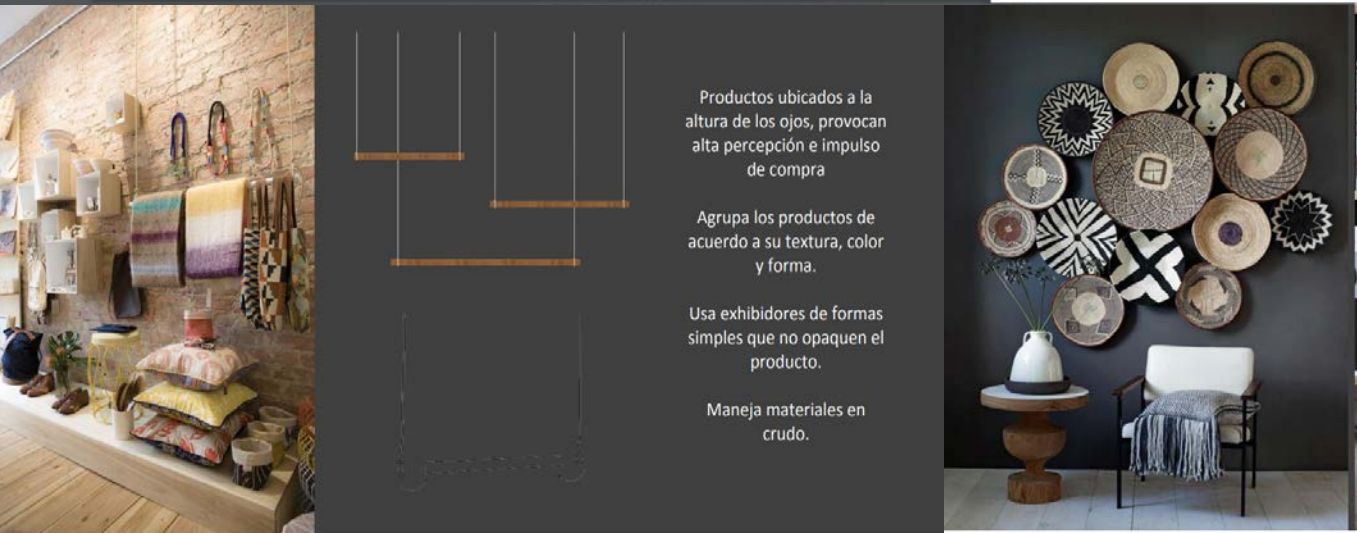 Productos ubicados a la
altura de los ojos, provocan
alta percepción e impulso
de compra
Agrupa los productos de
acuerdo a su textura, color
y forma.
Usa exhibidores de formas
simples que no opaquen el
producto.
Maneja materiales en
crudo.